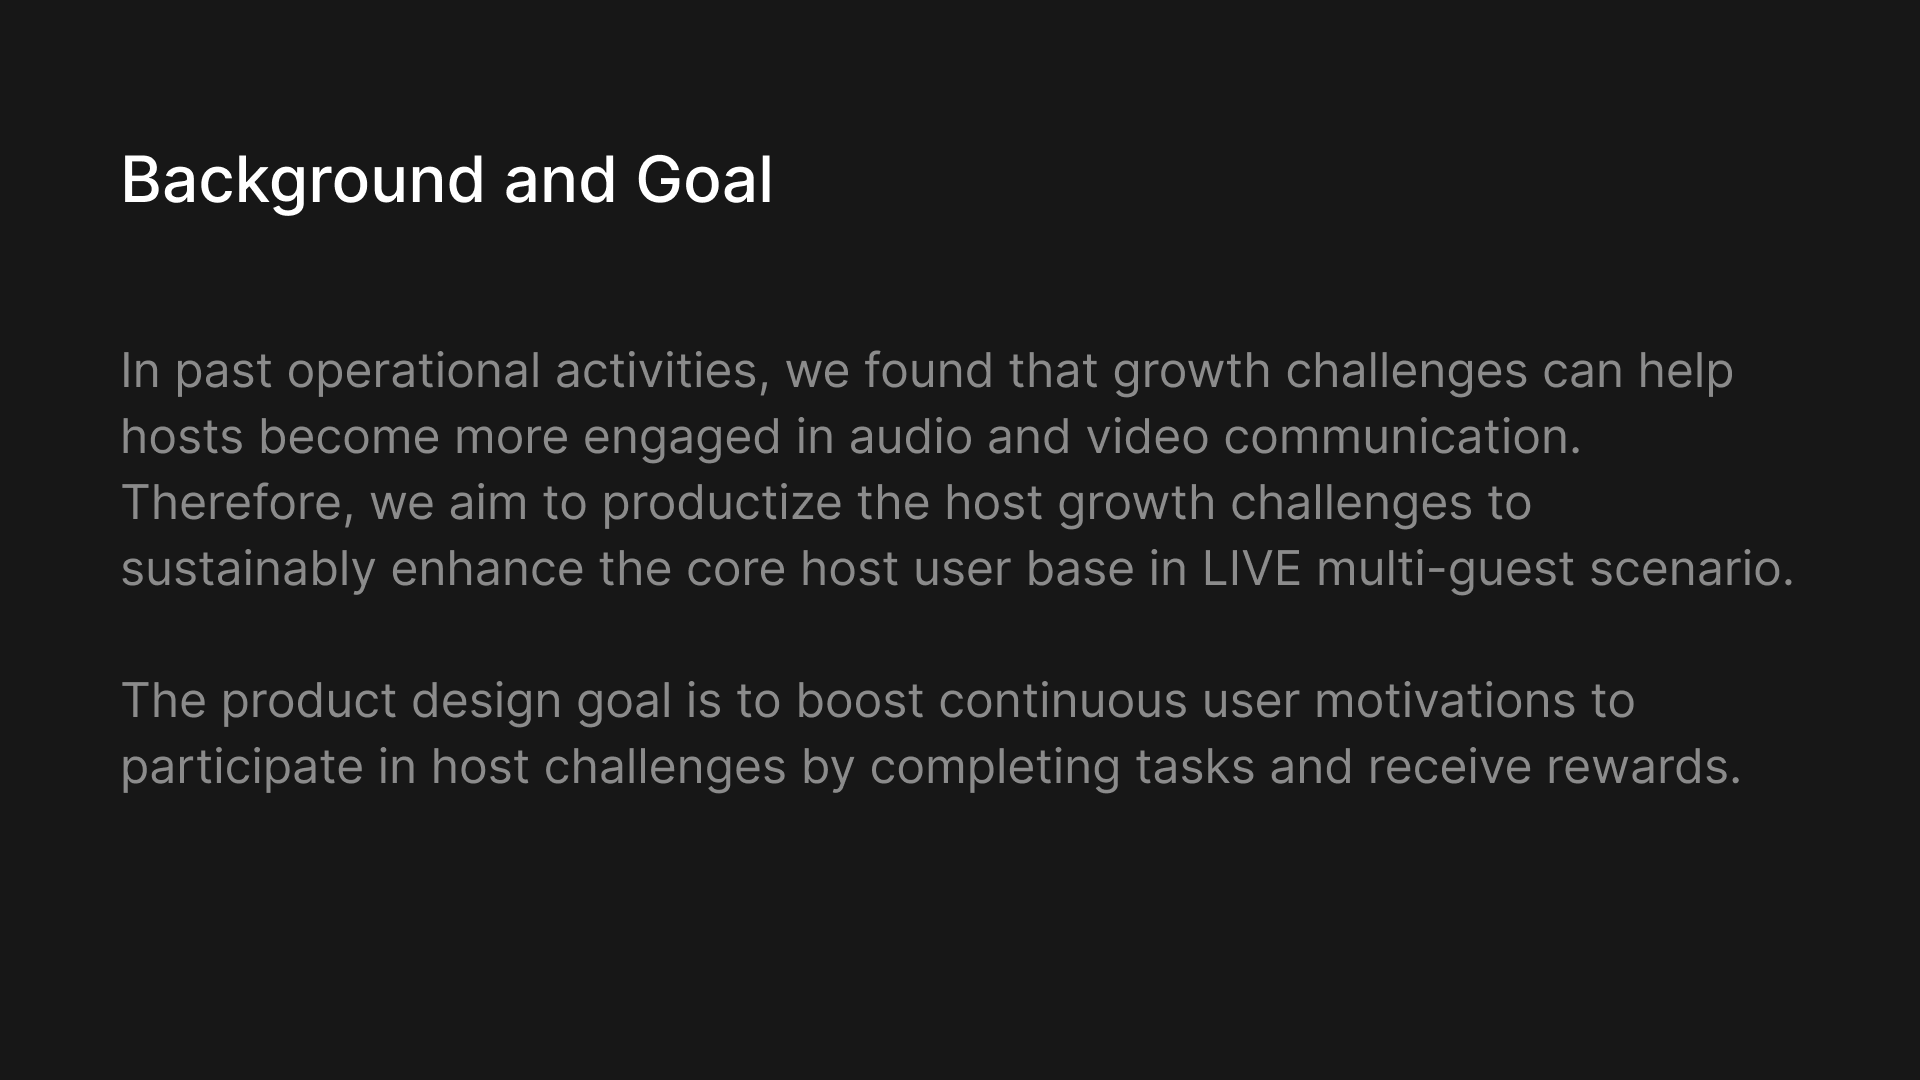 Background and Goal
In past operational activities, we found that growth challenges can help
hosts become more engaged in audio and video communication.
Therefore, we aim to productize the host growth challenges to
sustainably enhance the core host user base in LIVE multi-guest scenario.
The product design goal is to boost continuous user motivations to
participate in host challenges by completing tasks and receive rewards.